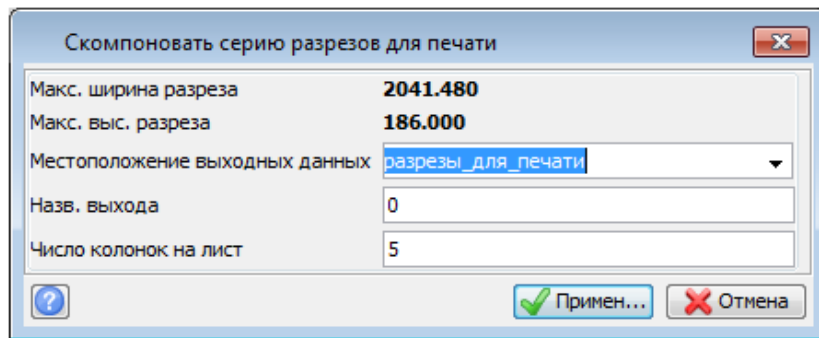 Скомпоновать серию разрезов для печати
Макс. ширина разреза 2041.480
Макс. выс. разреза 186.000
Местоположение выходных данных разрезы_для_печати
Назв. выхода 0
Число колонок на лист 5
? Примен... Отмена